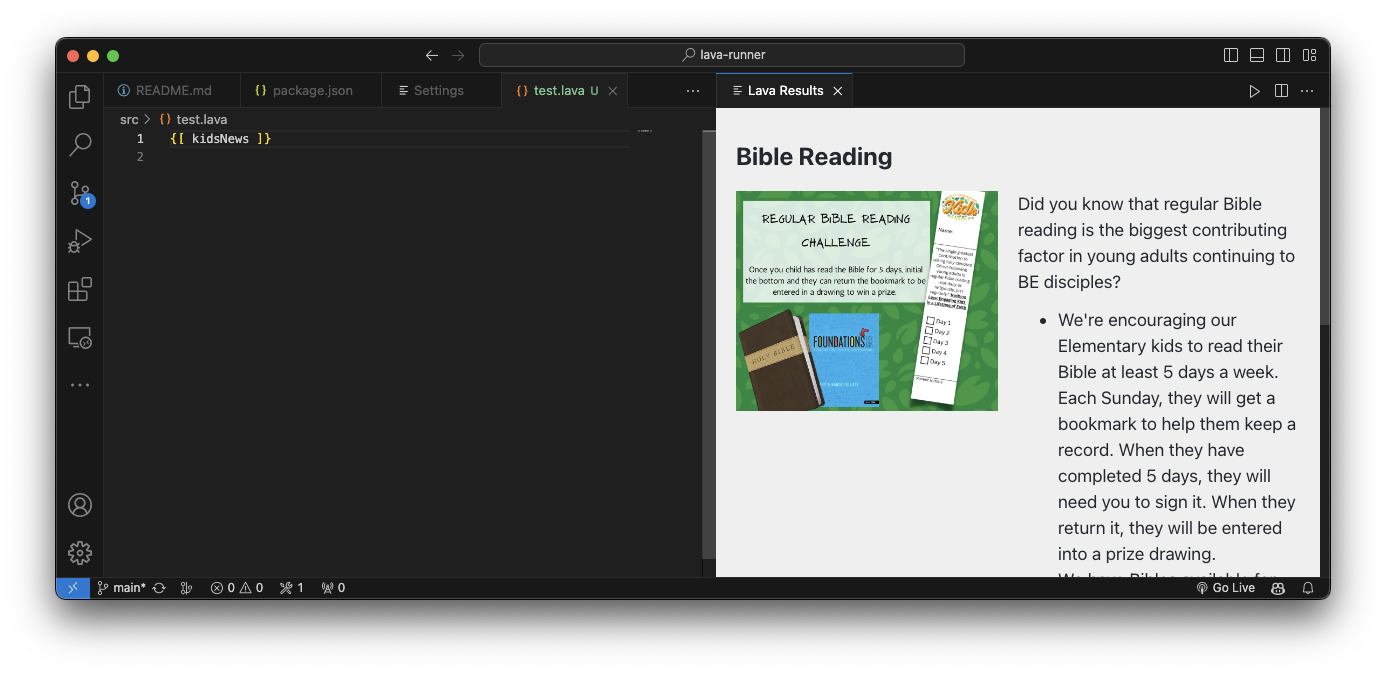 lava-runner
README.md
{} package.json
Settings
{} test.lava U
Lava Results
src > {} test.lava
1 {[ kidsNews ]}
2
Bible Reading
REGULAR BIBLE READING
CHALLENGE
Once you child has read the Bible for 5 days, initial
the bottom and they can return the bookmark to be
entered in a drawing to win a prize.
HOLY BIBLE
FOUNDATIONS
Kids
Name:
Day 1
Day 2
Day 3
Day 4
Day 5
Did you know that regular Bible
reading is the biggest contributing
factor in young adults continuing to
BE disciples?
• We're encouraging our
Elementary kids to read their
Bible at least 5 days a week.
Each Sunday, they will get a
bookmark to help them keep a
record. When they have
completed 5 days, they will
need you to sign it. When they
return it, they will be entered
into a prize drawing.
We have Bibles available for
1
main*
0 0
1
0
Go Live